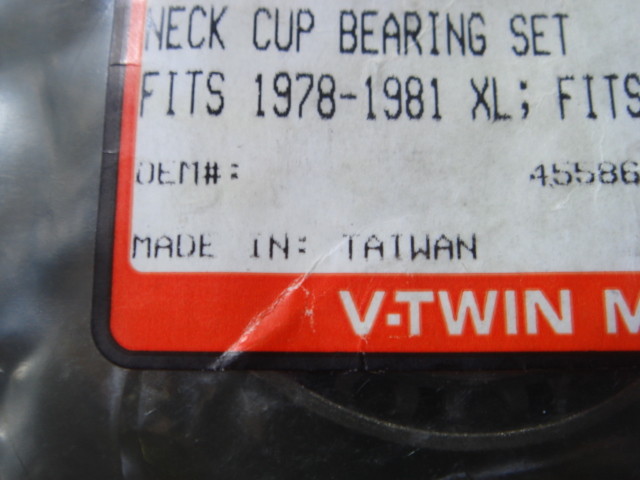 NECK CUP BEARING SET
FITS 1978-1981 XL; FITS
OEM#: 45586
MADE IN: TAIWAN
V-TWIN M